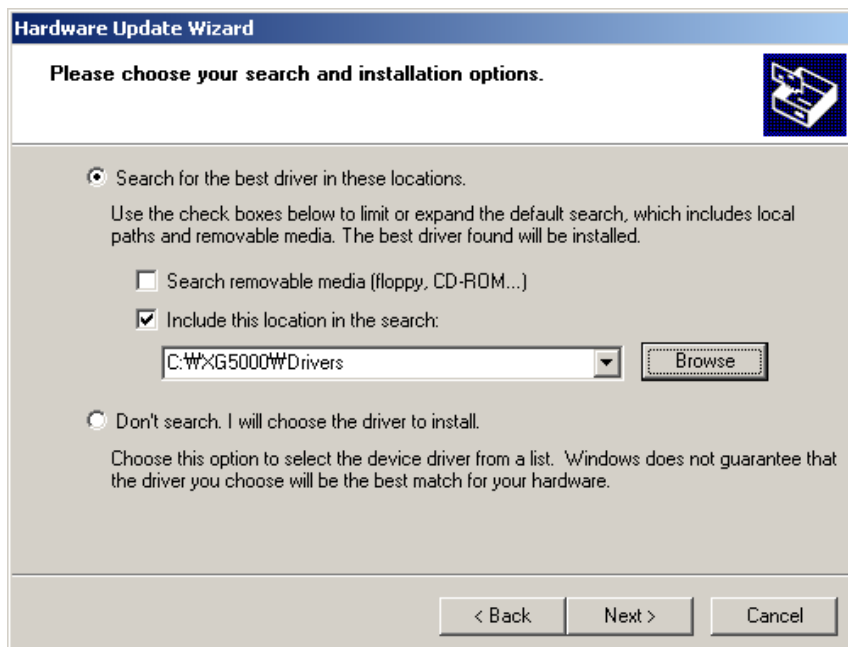 Hardware Update Wizard
Please choose your search and installation options.
Search for the best driver in these locations.
Use the check boxes below to limit or expand the default search, which includes local
paths and removable media. The best driver found will be installed.
Search removable media (floppy, CD-ROM...)
Include this location in the search:
C:₩XG5000₩Drivers
Browse
Don't search. I will choose the driver to install.
Choose this option to select the device driver from a list.  Windows does not guarantee that
the driver you choose will be the best match for your hardware.
< Back
Next >
Cancel